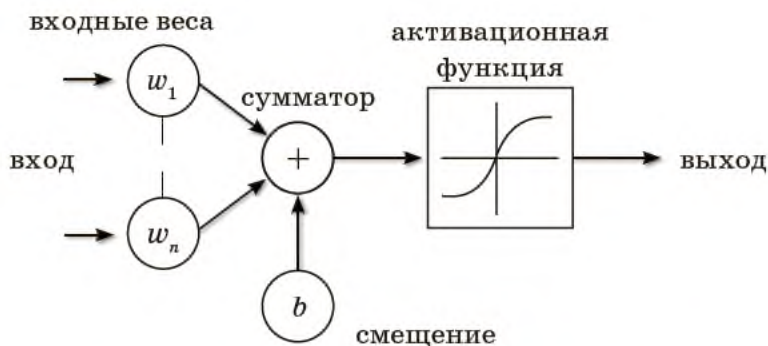 входные веса
активационная
функция
w1
сумматор
вход
+
выход
wn
b
смещение